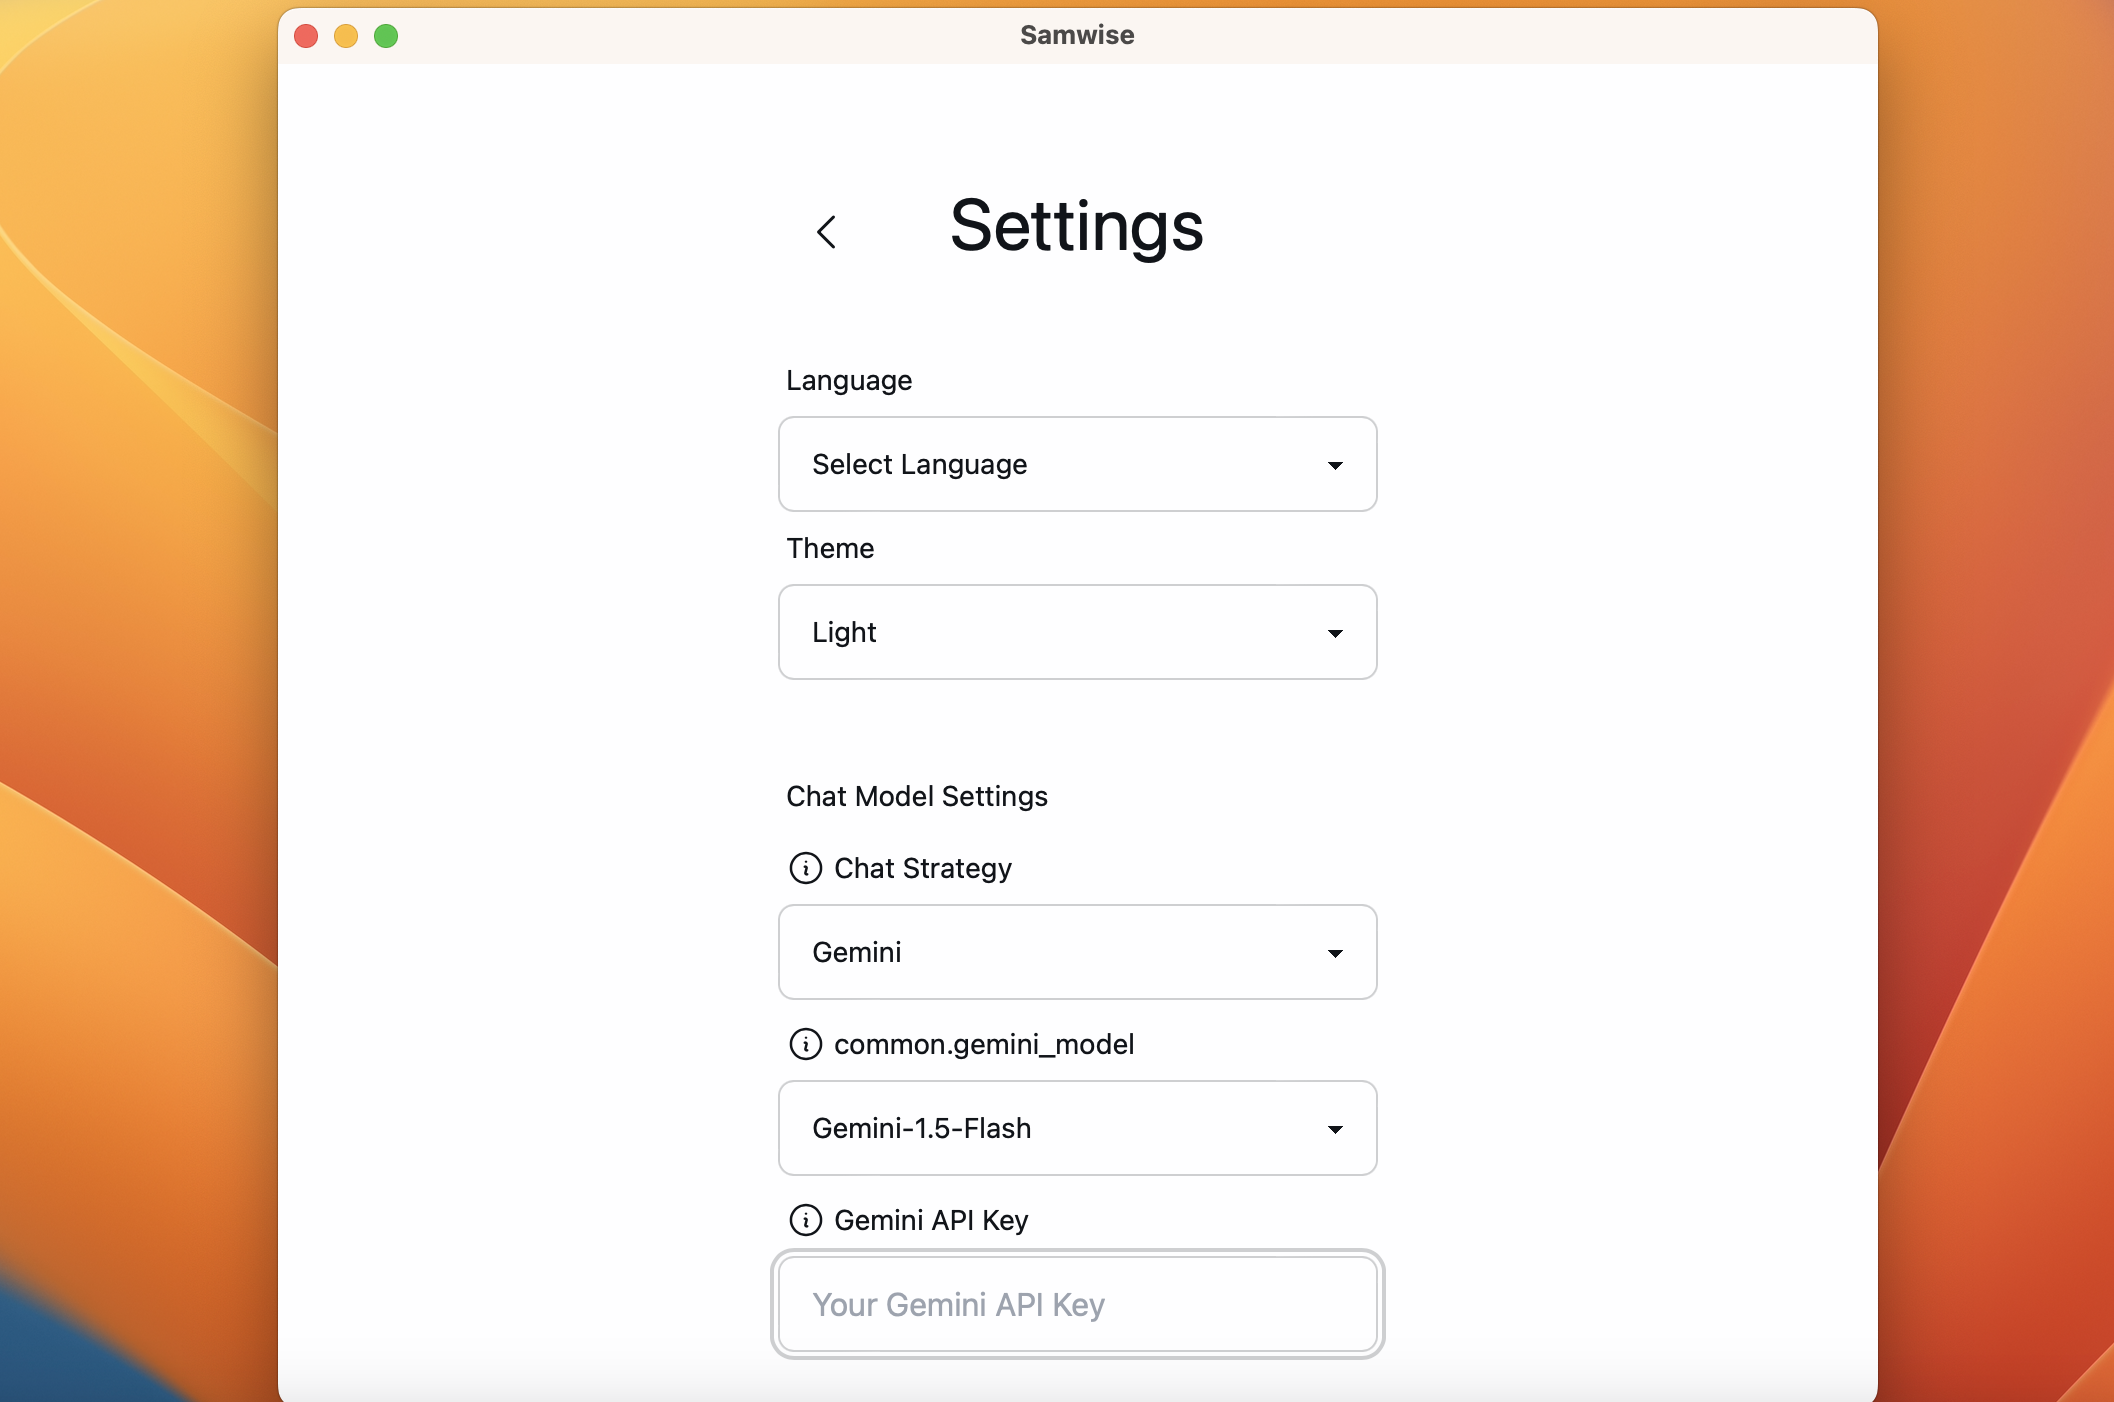 Samwise
Settings
Language
Select Language
Theme
Light
Chat Model Settings
Chat Strategy
Gemini
common.gemini_model
Gemini-1.5-Flash
Gemini API Key
Your Gemini API Key